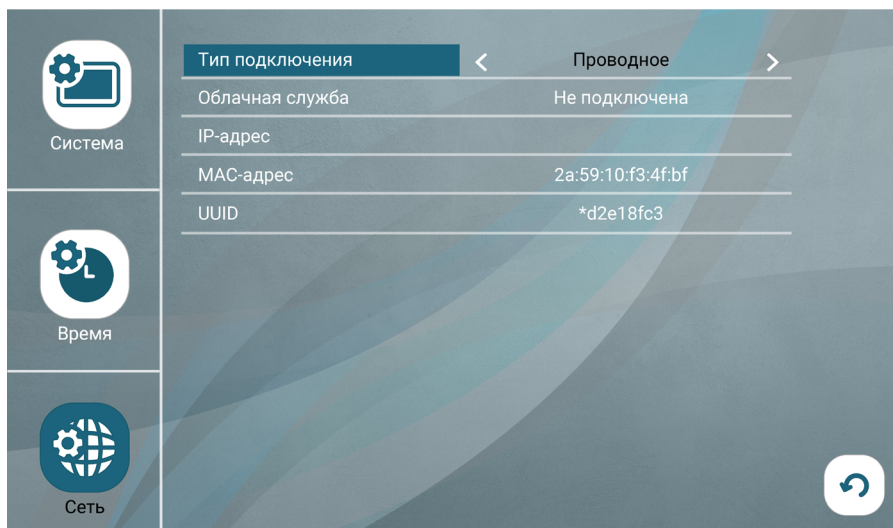 Система
Время
Сеть
Тип подключения < Проводное >
Облачная служба Не подключена
IP-адрес
MAC-адрес 2a:59:10:f3:4f:bf
UUID *d2e18fc3